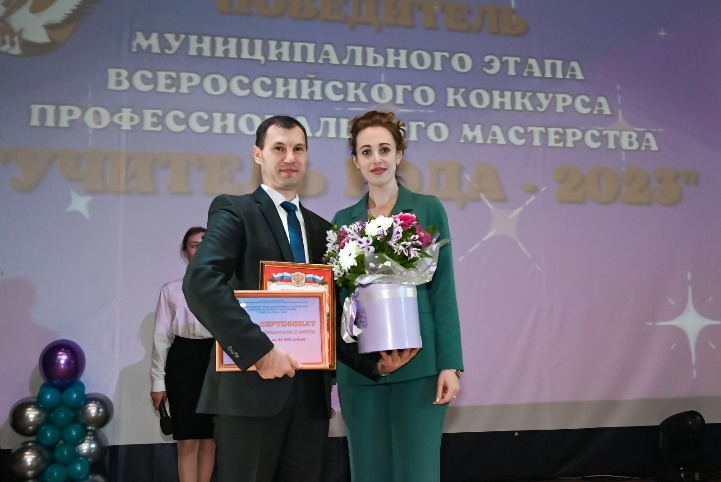 ПОБЕДИТЕЛЬ
МУНИЦИПАЛЬНОГО ЭТАПА
ВСЕРОССИЙСКОГО КОНКУРСА
ПРОФЕССИОНАЛЬНОГО МАСТЕРСТВА
"УЧИТЕЛЬ ГОДА - 2023"
СЕРТИФИКАТ